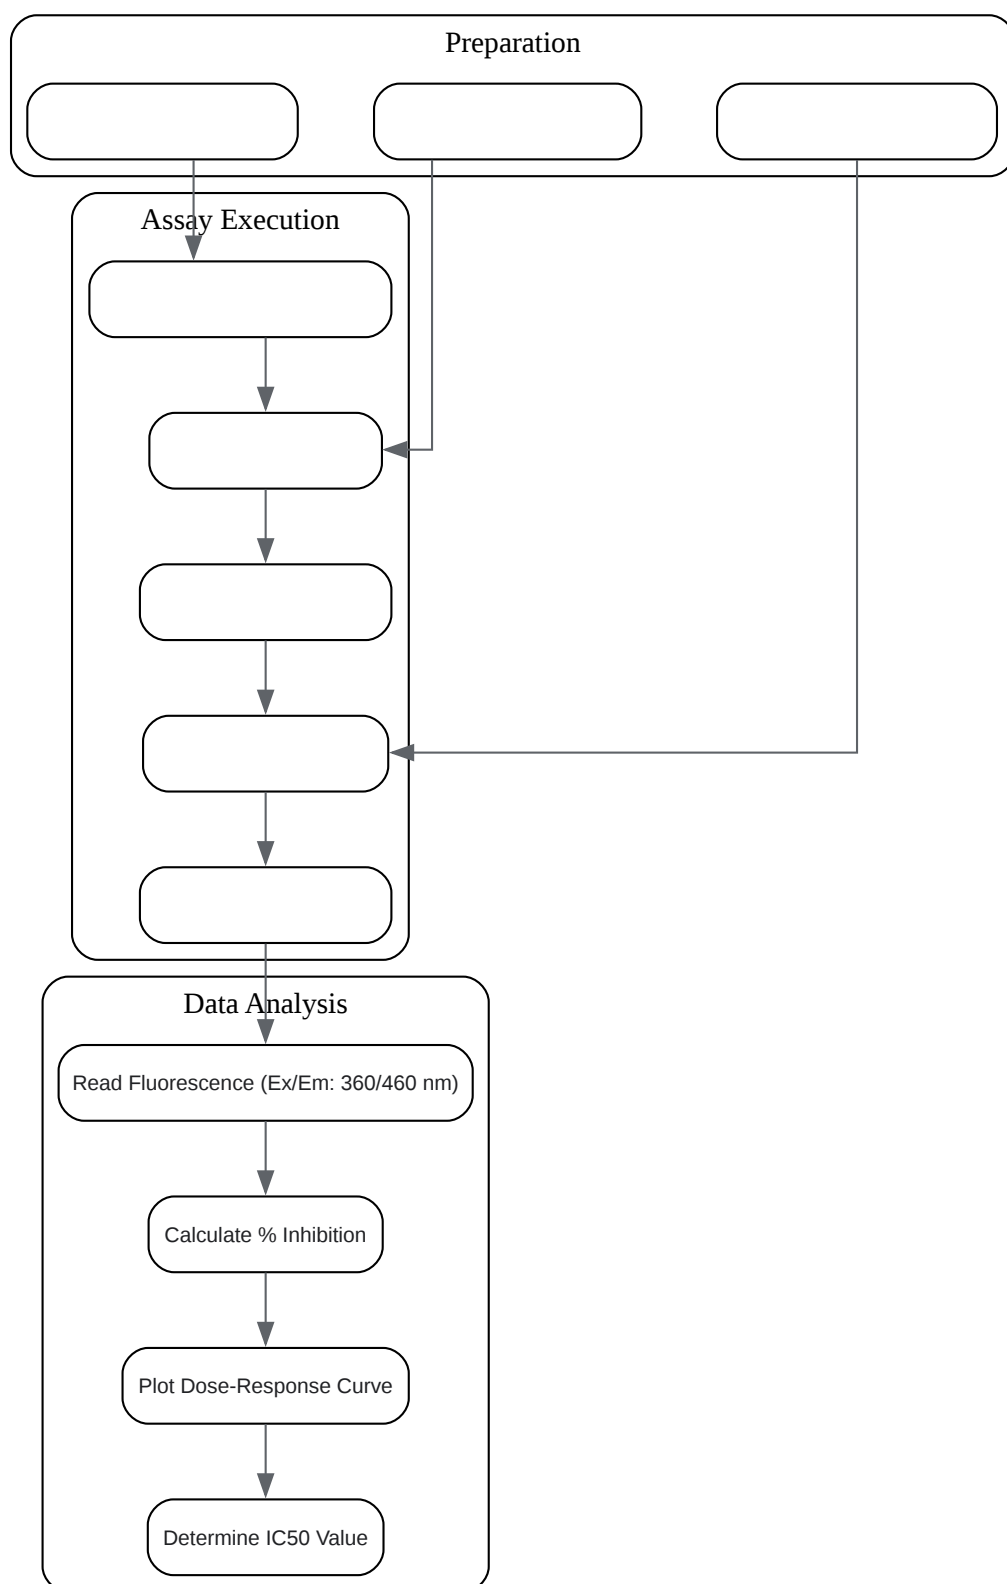 Preparation
Assay Execution
Data Analysis
Read Fluorescence (Ex/Em: 360/460 nm)
Calculate % Inhibition
Plot Dose-Response Curve
Determine IC50 Value